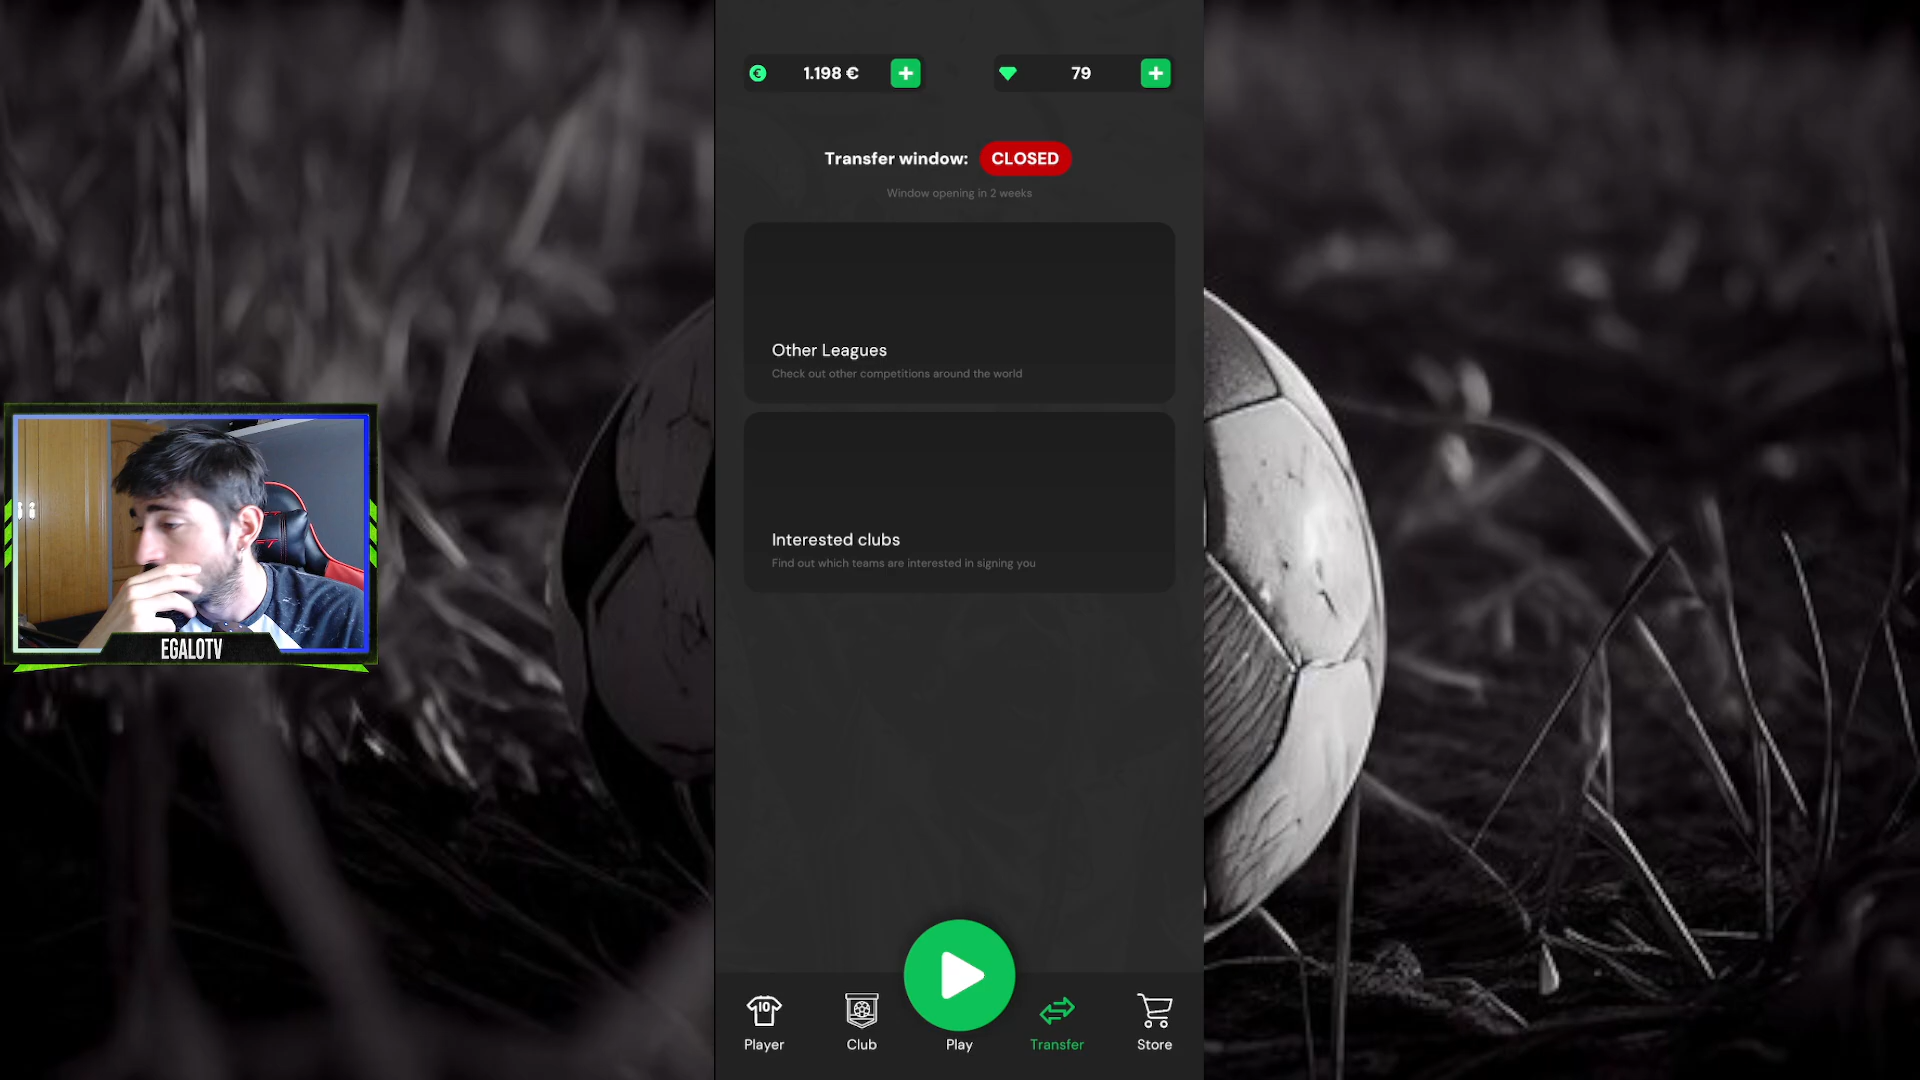 1.198 €
79
Transfer window: CLOSED
Window opening in 2 weeks
Other Leagues
Check out other competitions around the world
Interested clubs
Find out which teams are interested in signing you
EGALOTV
10
Player
Club
Play
Transfer
Store